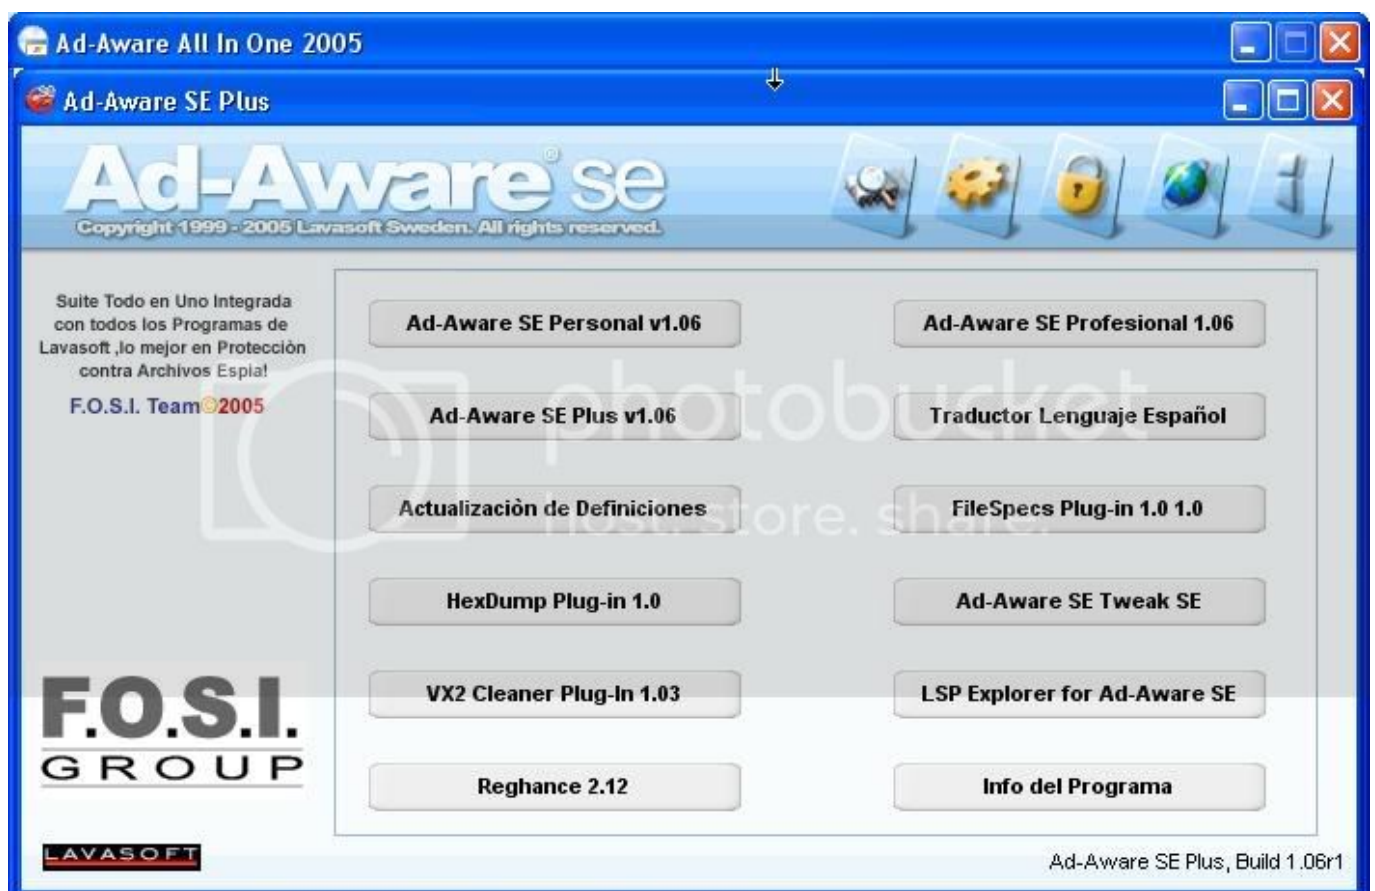 Ad-Aware All In One 2005
Ad-Aware SE Plus
Ad-Aware® se
Copyright 1999 - 2005 Lavasoft Sweden. All rights reserved.
Suite Todo en Uno Integrada
con todos los Programas de
Lavasoft ,lo mejor en Protecciòn
contra Archivos Espia!
F.O.S.I. Team©2005
Ad-Aware SE Personal v1.06
Ad-Aware SE Profesional 1.06
Ad-Aware SE Plus v1.06
Traductor Lenguaje Español
Actualizaciòn de Definiciones
FileSpecs Plug-in 1.0 1.0
HexDump Plug-in 1.0
Ad-Aware SE Tweak SE
VX2 Cleaner Plug-In 1.03
LSP Explorer for Ad-Aware SE
Reghance 2.12
Info del Programa
photobucket
host. store. share.
F.O.S.I.
GROUP
LAVASOFT
Ad-Aware SE Plus, Build 1.06r1